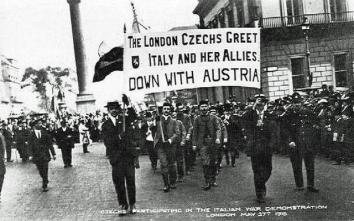 THE LONDON CZECHS GREET
ITALY AND HER ALLIES.
DOWN WITH AUSTRIA
CZECHS PARTICIPATING IN THE ITALIAN WAR DEMONSTRATION
LONDON MAY 27TH 1915